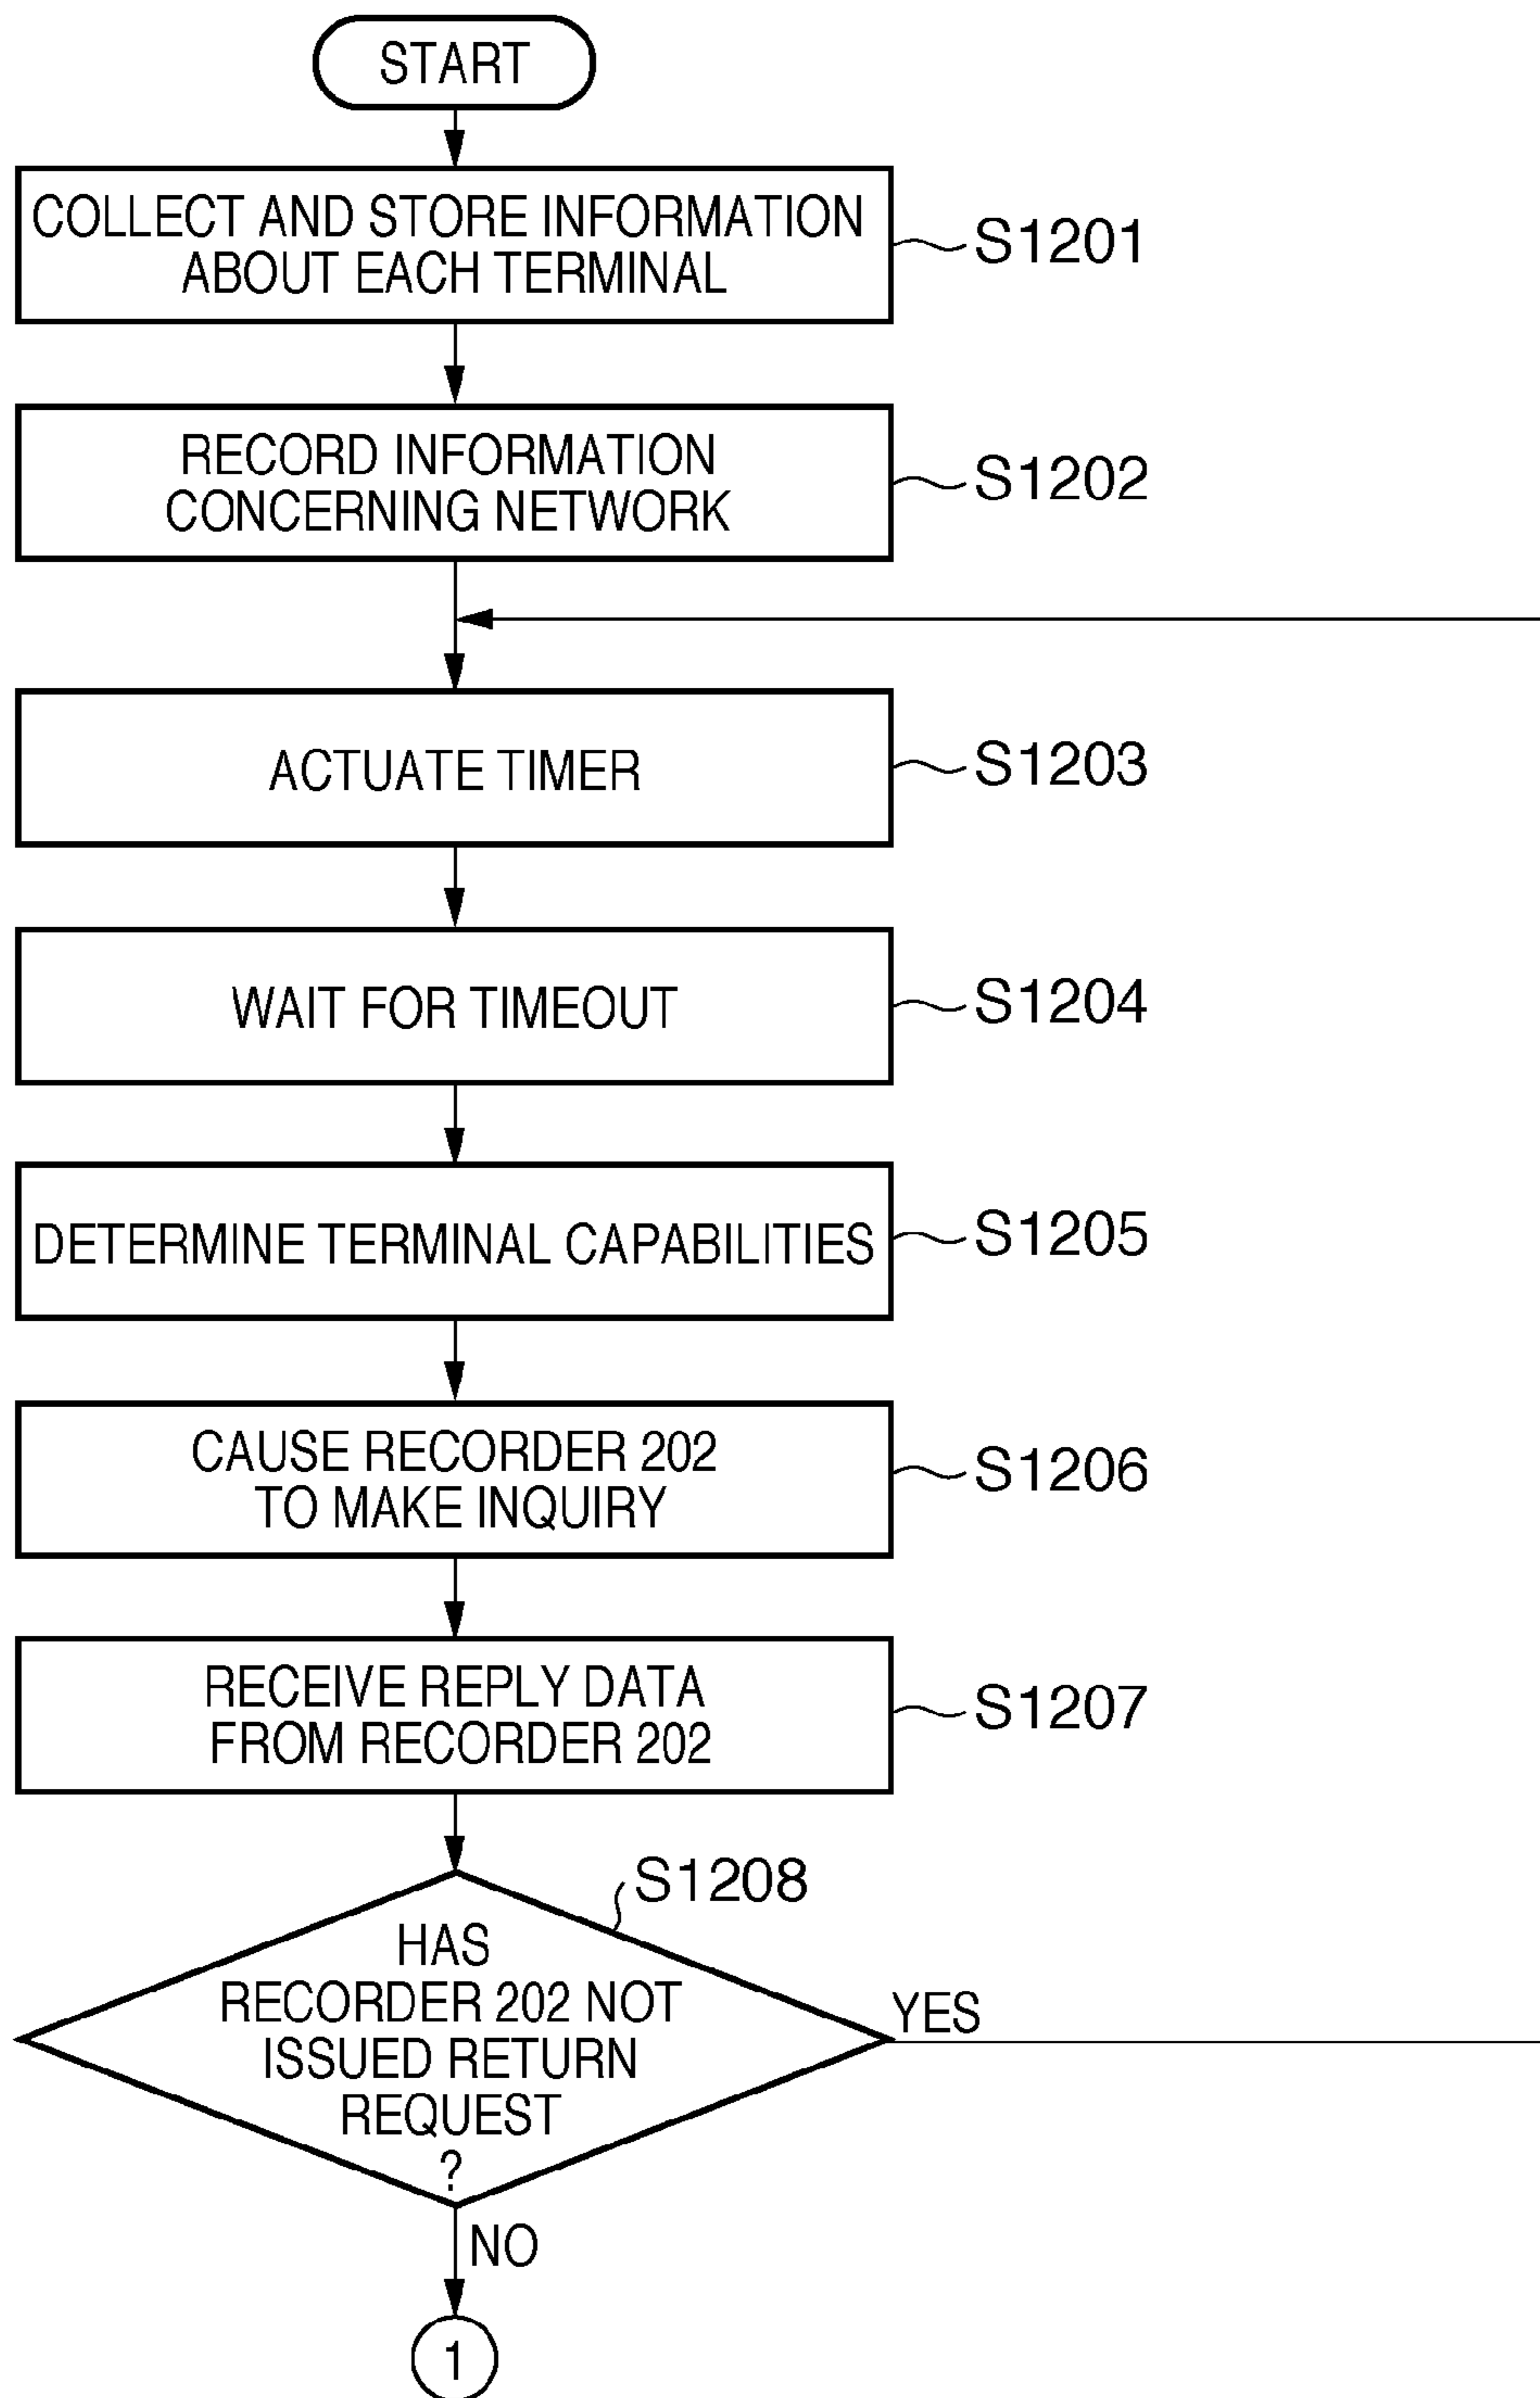 START
COLLECT AND STORE INFORMATION
ABOUT EACH TERMINAL
S1201
RECORD INFORMATION
CONCERNING NETWORK
S1202
ACTUATE TIMER
S1203
WAIT FOR TIMEOUT
S1204
DETERMINE TERMINAL CAPABILITIES
S1205
CAUSE RECORDER 202
TO MAKE INQUIRY
S1206
RECEIVE REPLY DATA
FROM RECORDER 202
S1207
S1208
HAS
RECORDER 202 NOT
ISSUED RETURN
REQUEST
?
YES
NO
1